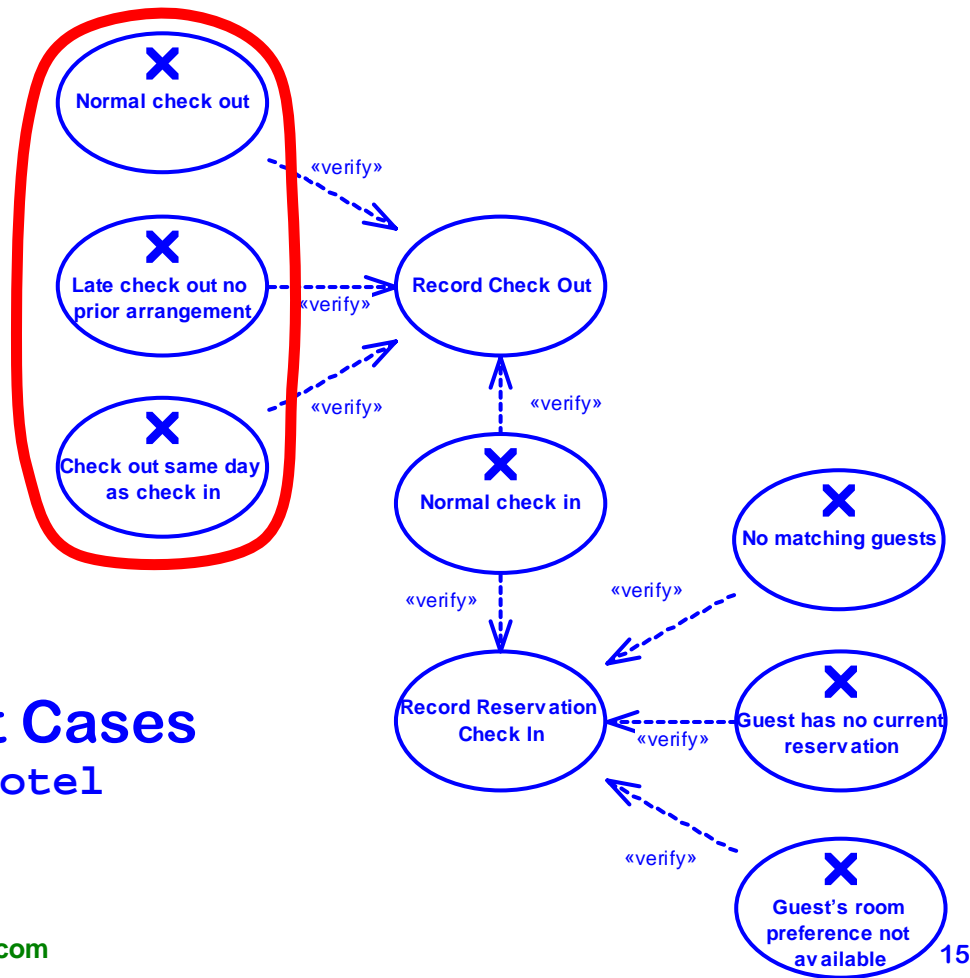 Normal check out
«verify»
Late check out no
prior arrangement
«verify»
Record Check Out
Check out same day
as check in
«verify»
«verify»
Normal check in
No matching guests
«verify»
«verify»
Record Reservation
Check In
Guest has no current
reservation
«verify»
«verify»
Guest's room
preference not
available
Cases
otel
com
15